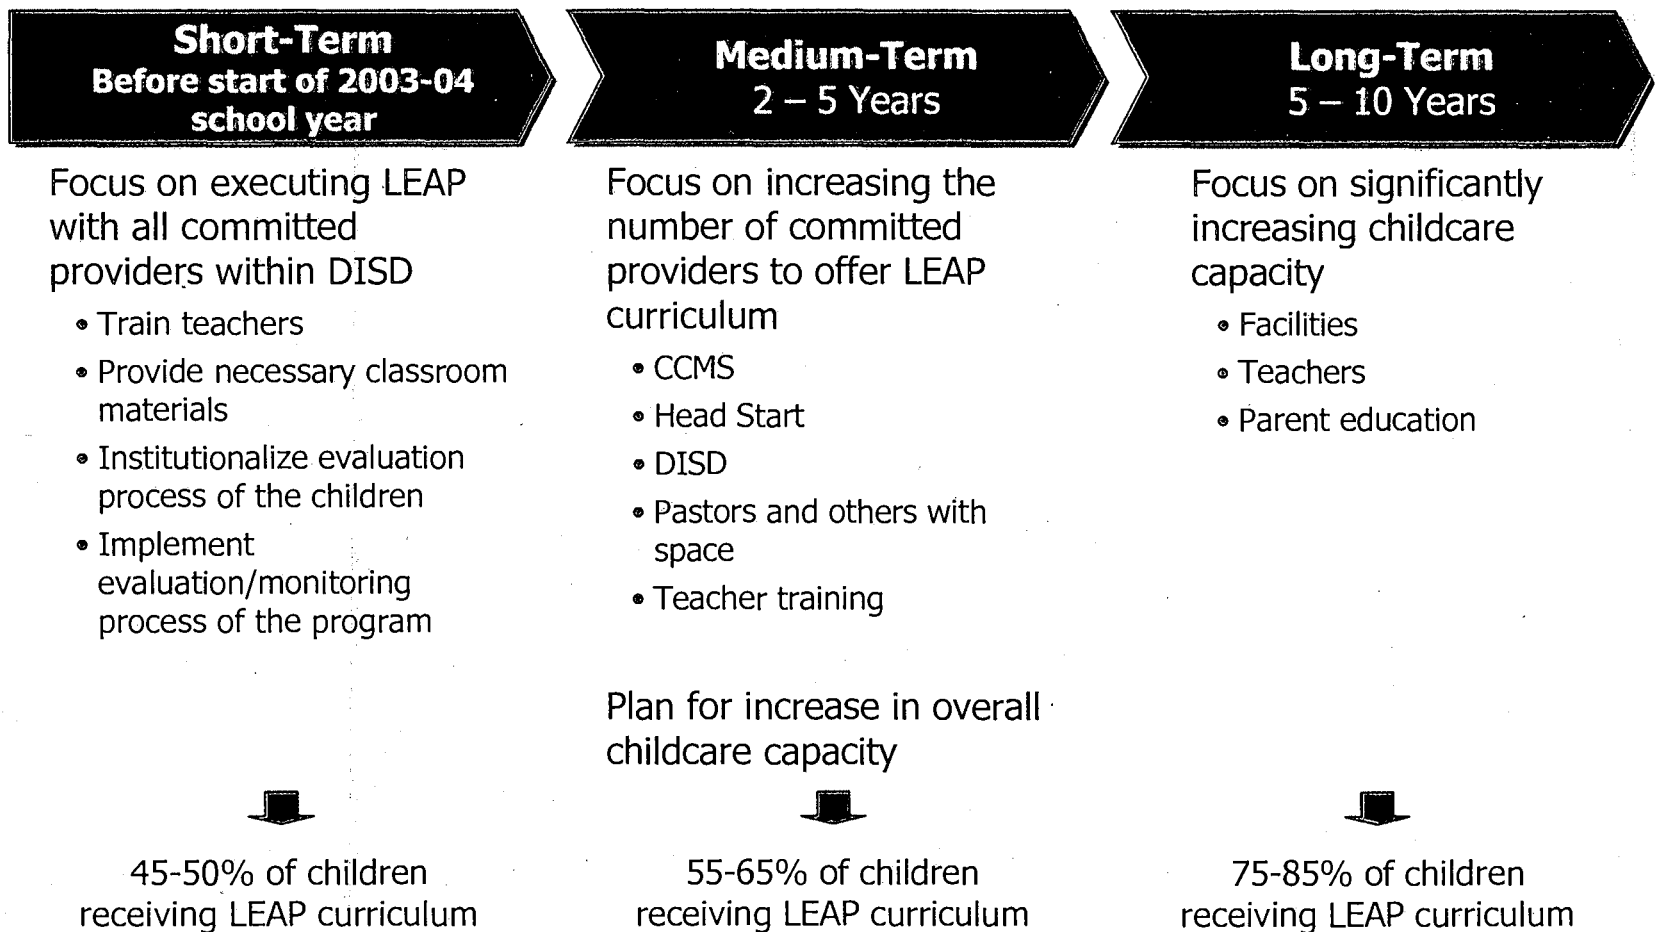 Short-Term
Before start of 2003-04
school year
Focus on executing LEAP
with all committed
providers within DISD
• Train teachers
• Provide necessary classroom
materials
• Institutionalize evaluation
process of the children
• Implement
evaluation/monitoring
process of the program
45-50% of children
receiving LEAP curriculum
Medium-Term
2 – 5 Years
Focus on increasing the
number of committed
providers to offer LEAP
curriculum
• CCMS
• Head Start
• DISD
• Pastors and others with
space
• Teacher training
Plan for increase in overall
childcare capacity
55-65% of children
receiving LEAP curriculum
Long-Term
5 – 10 Years
Focus on significantly
increasing childcare
capacity
• Facilities
• Teachers
• Parent education
75-85% of children
receiving LEAP curriculum